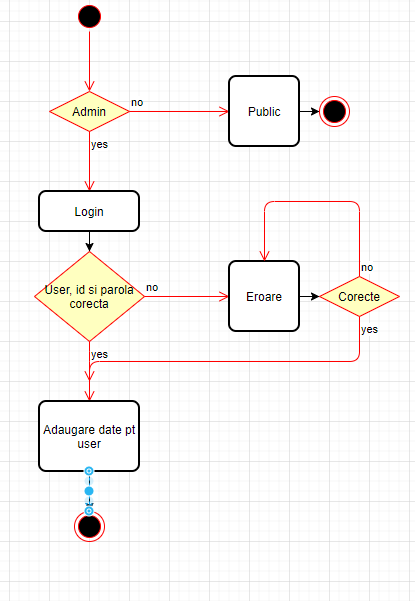 Admin
no
Public
yes
Login
User, id si parola
corecta
no
Eroare
no
Corecte
yes
yes
Adaugare date pt
user